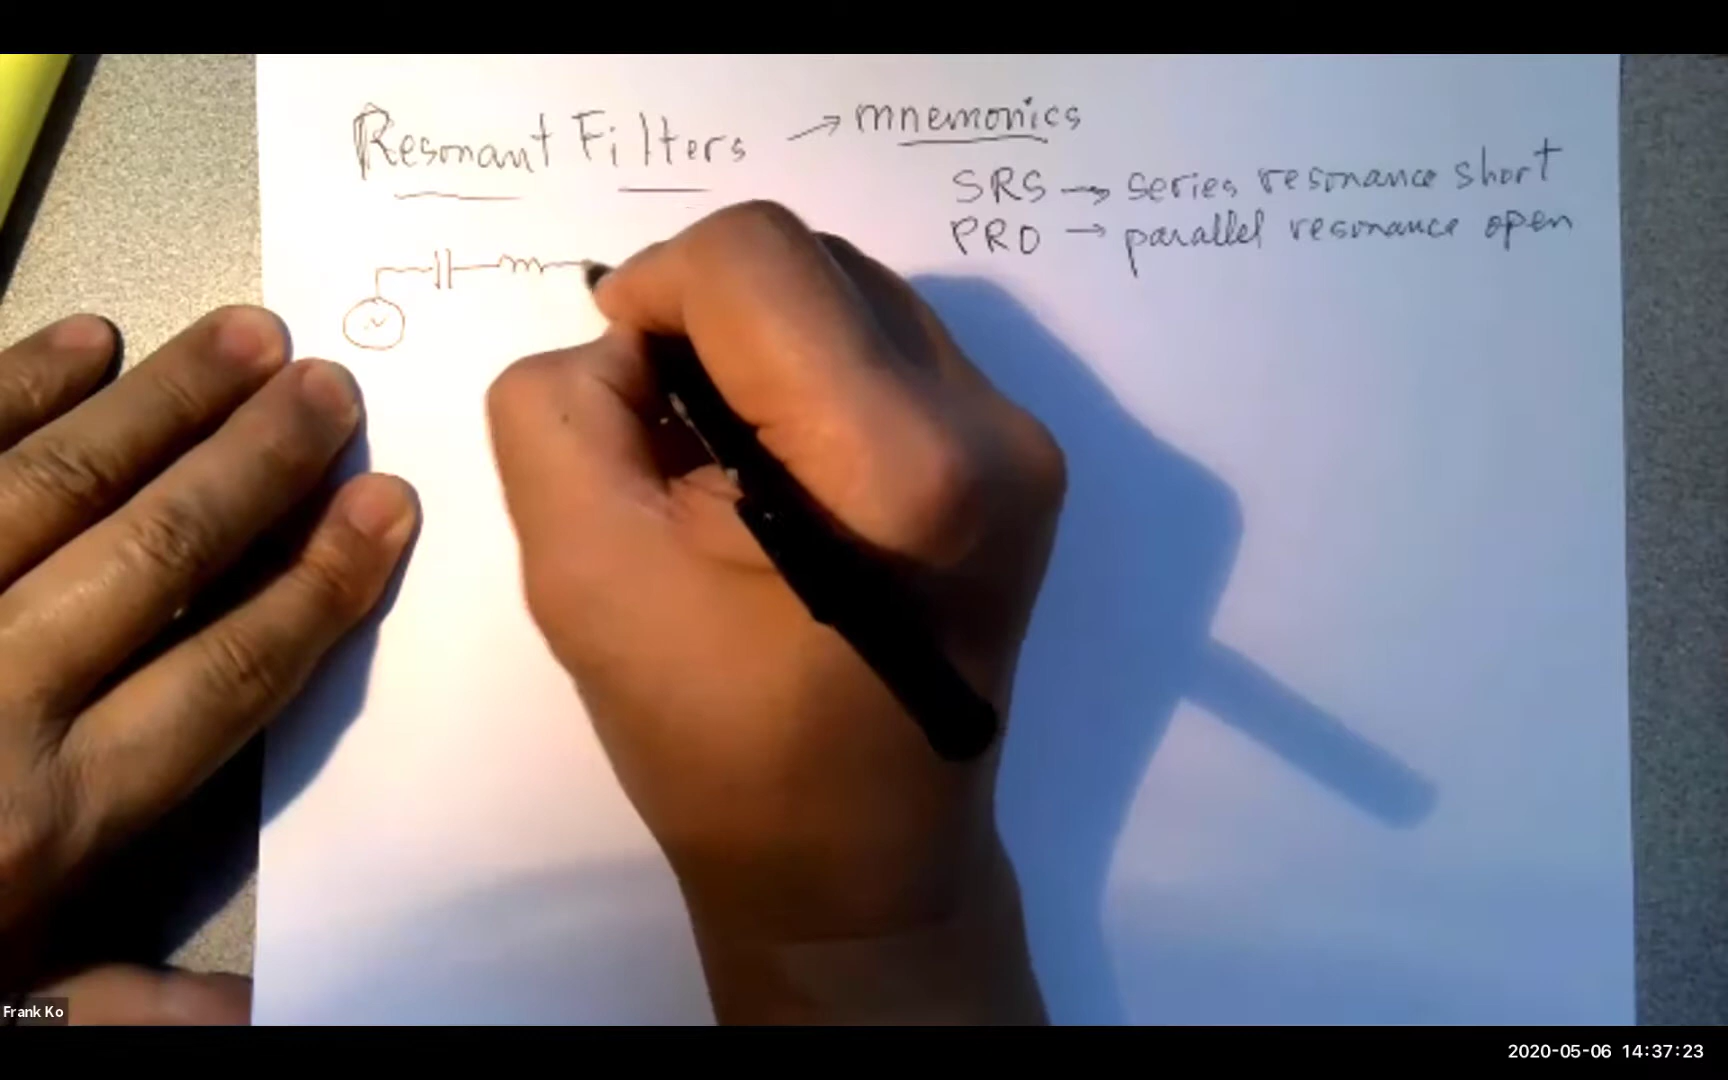 Resonant Filters → mnemonics
SRS → series resonance short
PRO → parallel resonance open
Frank Ko
2020-05-06 14:37:23